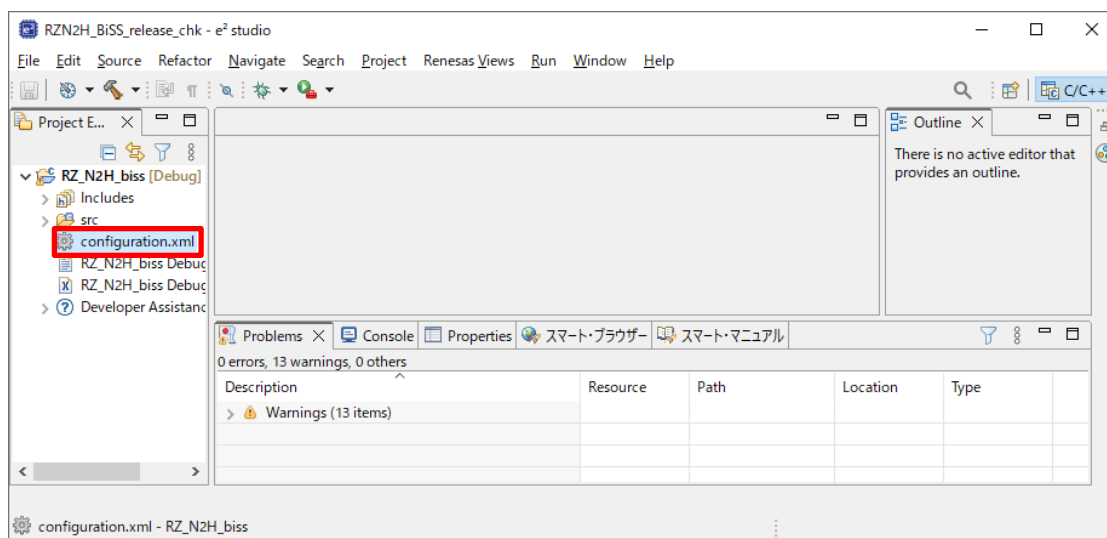 RZN2H_BiSS_release_chk - e² studio
File Edit Source Refactor Navigate Search Project Renesas Views Run Window Help
C/C++
Project E...
Outline
RZ_N2H_biss [Debug]
Includes
src
configuration.xml
RZ_N2H_biss Debug
RZ_N2H_biss Debug
Developer Assistanc
There is no active editor that
provides an outline.
Problems Console Properties スマート・ブラウザー スマート・マニュアル
0 errors, 13 warnings, 0 others
Description Resource Path Location Type
Warnings (13 items)
configuration.xml - RZ_N2H_biss